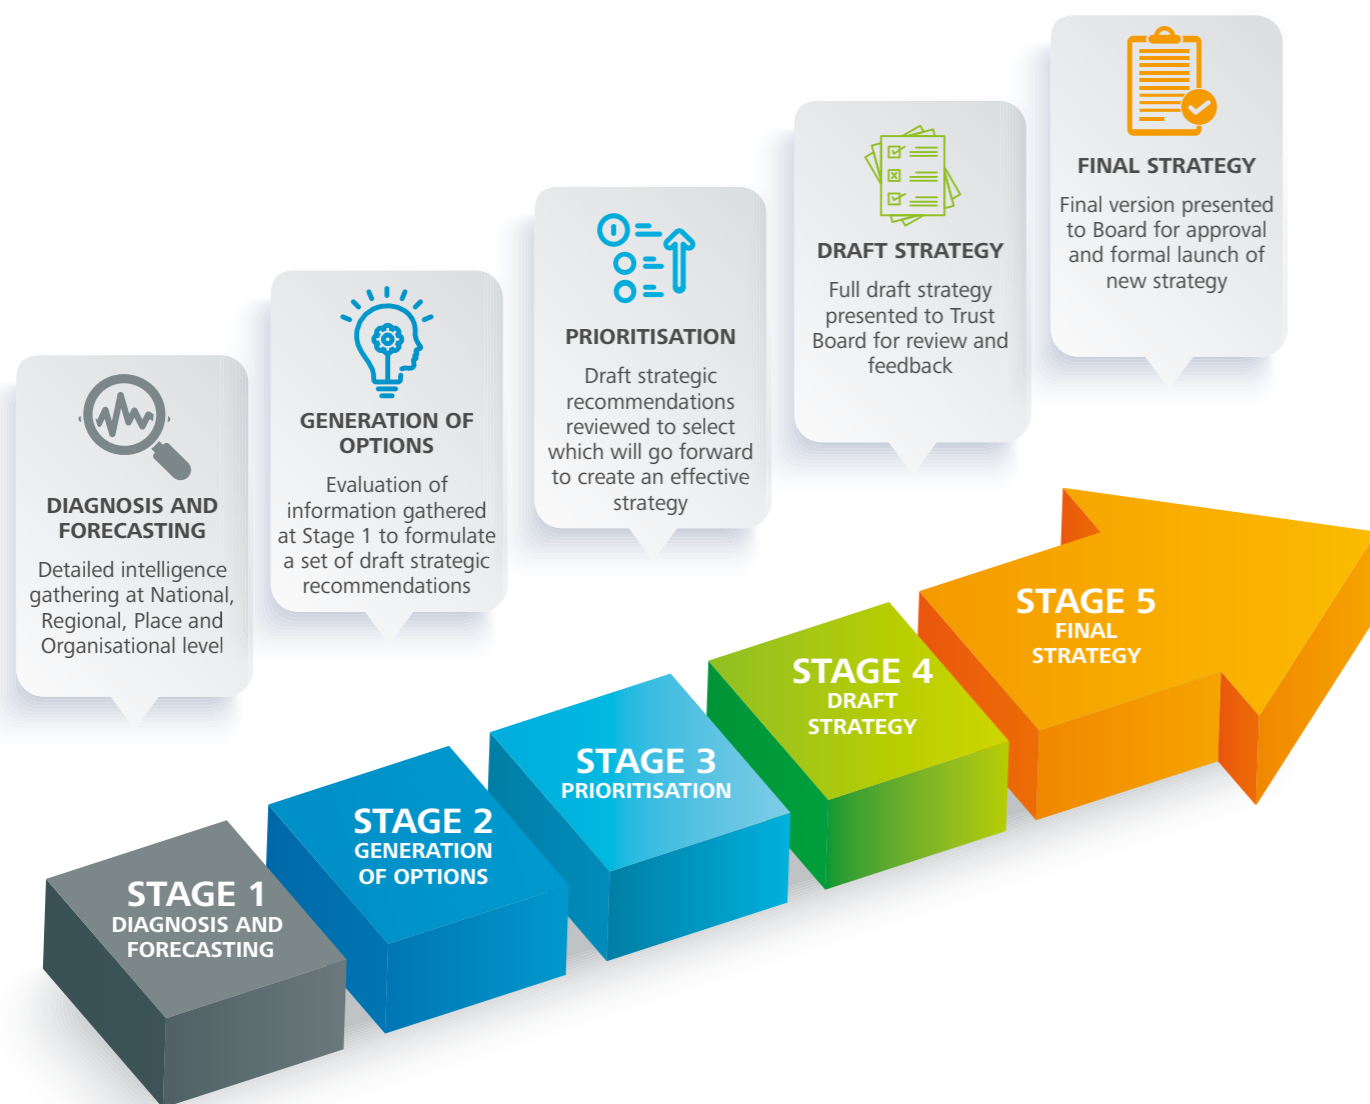 DIAGNOSIS AND
FORECASTING
Detailed intelligence
gathering at National,
Regional, Place and
Organisational level
GENERATION OF
OPTIONS
Evaluation of
information gathered
at Stage 1 to formulate
a set of draft strategic
recommendations
PRIORITISATION
Draft strategic
recommendations
reviewed to select
which will go forward
to create an effective
strategy
DRAFT STRATEGY
Full draft strategy
presented to Trust
Board for review and
feedback
FINAL STRATEGY
Final version presented
to Board for approval
and formal launch of
new strategy
STAGE 1
DIAGNOSIS AND
FORECASTING
STAGE 2
GENERATION
OF OPTIONS
STAGE 3
PRIORITISATION
STAGE 4
DRAFT
STRATEGY
STAGE 5
FINAL
STRATEGY